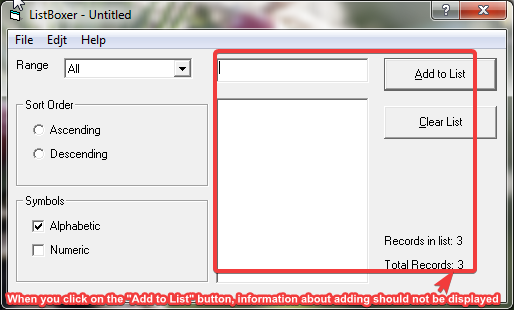 ListBoxer - Untitled
File Edjt Help
Range All Add to List
Sort Order
Ascending
Descending
Clear List
Symbols
Alphabetic
Numeric
Records in list: 3
Total Records: 3
When you click on the "Add to List" button, information about adding should not be displayed